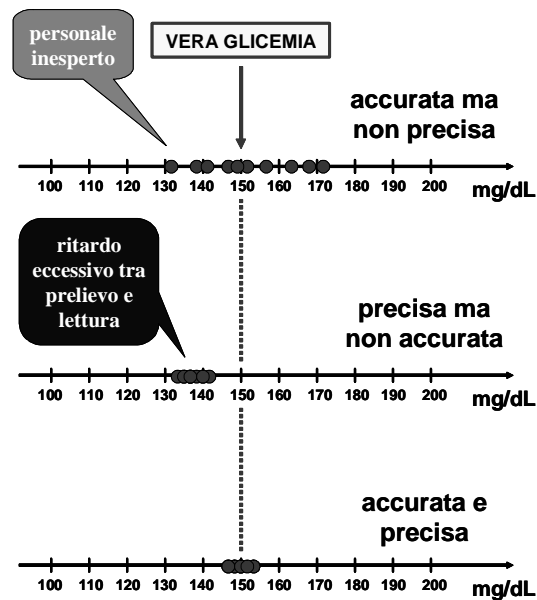 personale
inesperto
VERA GLICEMIA
accurata ma
non precisa
100 110 120 130 140 150 160 170 180 190 200 mg/dL
ritardo
eccessivo tra
prelievo e
lettura
precisa ma
non accurata
100 110 120 130 140 150 160 170 180 190 200 mg/dL
accurata e
precisa
100 110 120 130 140 150 160 170 180 190 200 mg/dL